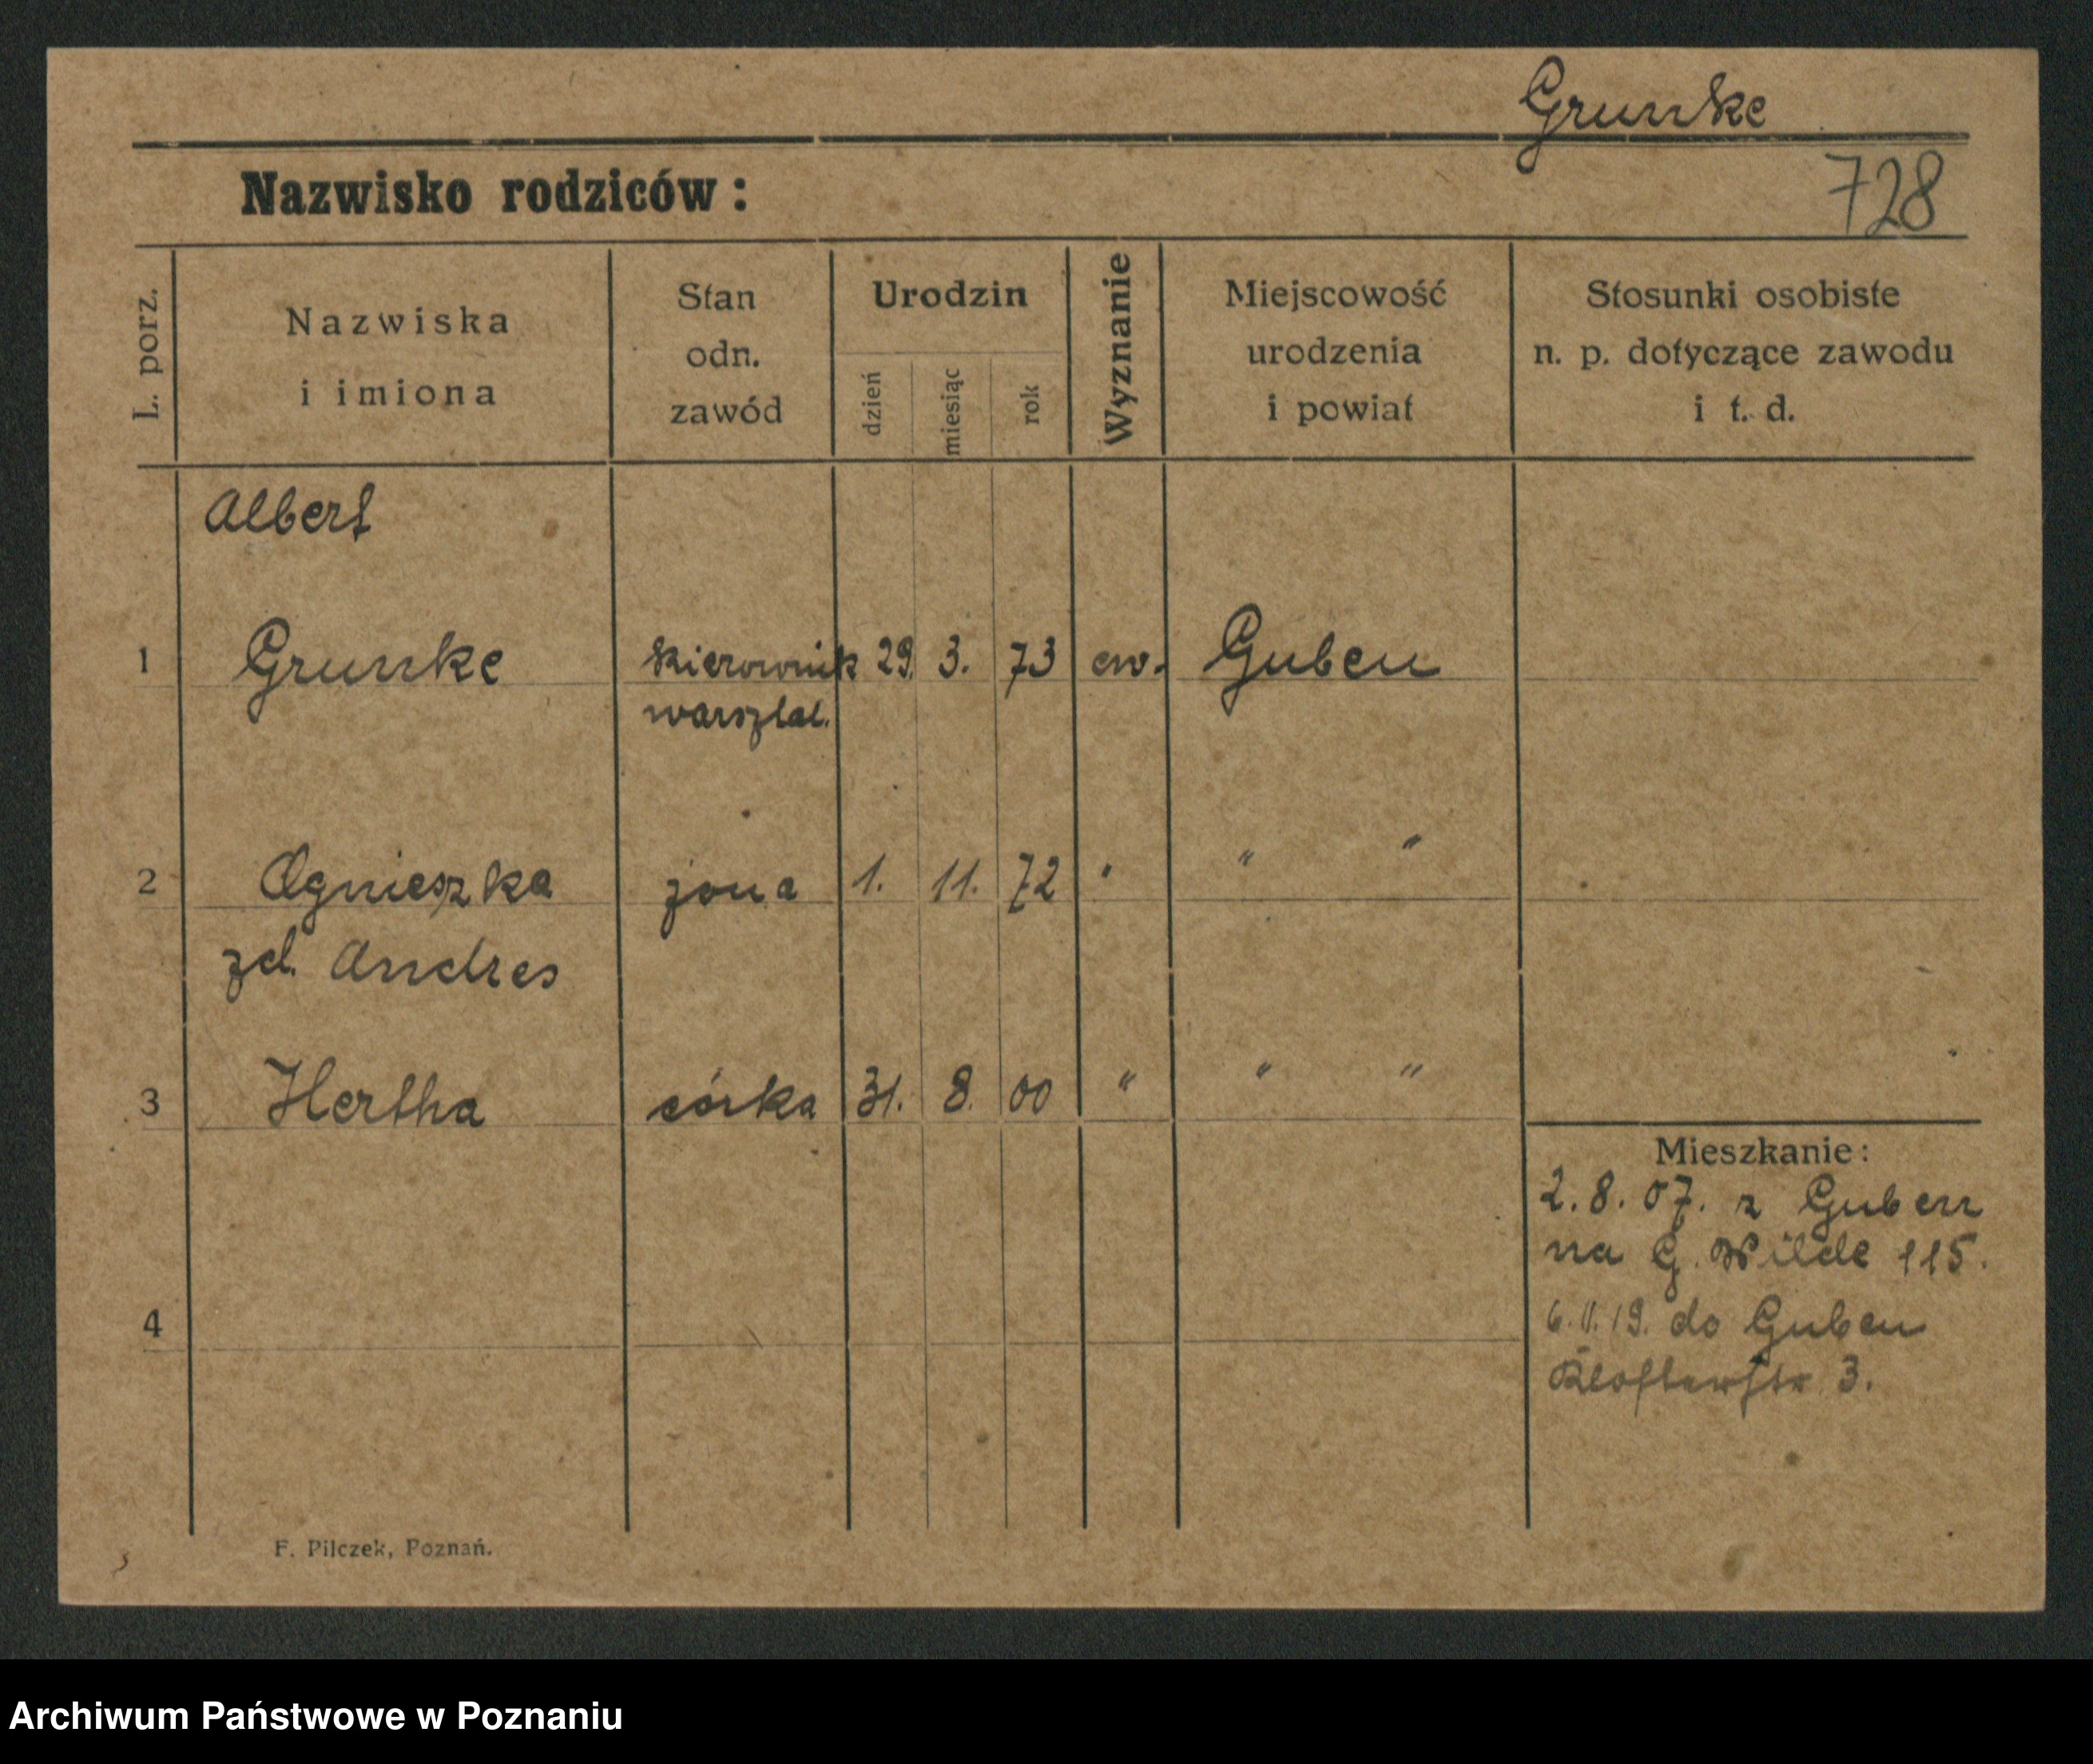 Grunke
Nazwisko rodziców:
728
L. porz.
Nazwiska
i imiona
Stan
odn.
zawód
Urodzin
dzień
miesiąc
rok
Wyznanie
Miejscowość
urodzenia
i powiat
Stosunki osobiste
n. p. dotyczące zawodu
i t. d.
Albert
1 Grunke kierownik 29. 3. 73 ew. Guben
warsztat.
2 Agnieszka żona 1. 11. 72 " " "
zd. Andres
3 Hertha córka 31. 8. 00 " " "
Mieszkanie:
2. 8. 07. z Guben
na G. Wilde 115.
4
6. 11. 19. do Guben
Klosterstr 3.
F. Pilczek, Poznań.
Archiwum Państwowe w Poznaniu